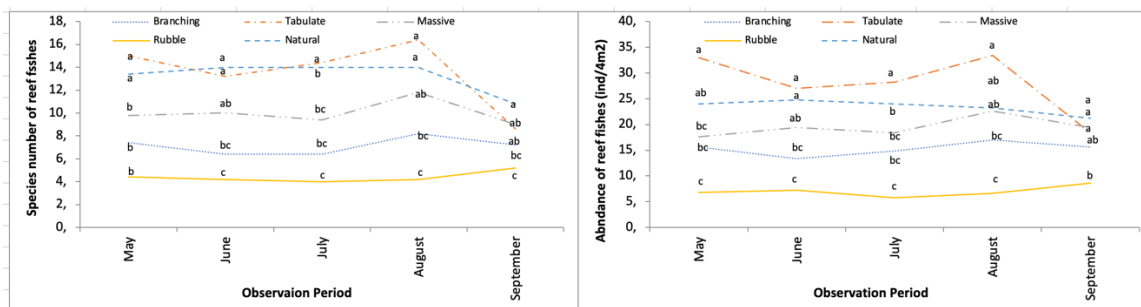 Branching Tabulate Massive
Rubble Natural
Species number of reef fsshes
18,
16,
14,
12,
10,
8,
6,
4,
2,
0,
a
a
a
a
a
a
b
a
a
b
ab
bc
ab
ab
b
bc
bc
bc
ab
bc
b
c
c
c
c
May
June
July
August
September
Observaion Period
Branching Tabulate Massive
Rubble Natural
Abndance of reef fishes (ind/4m2)
40,
35,
30,
25,
20,
15,
10,
5,
0,
a
a
a
a
ab
ab
a
b
ab
a
a
bc
ab
bc
bc
a
bc
bc
bc
ab
c
c
c
c
b
May
June
July
August
September
Observation Period